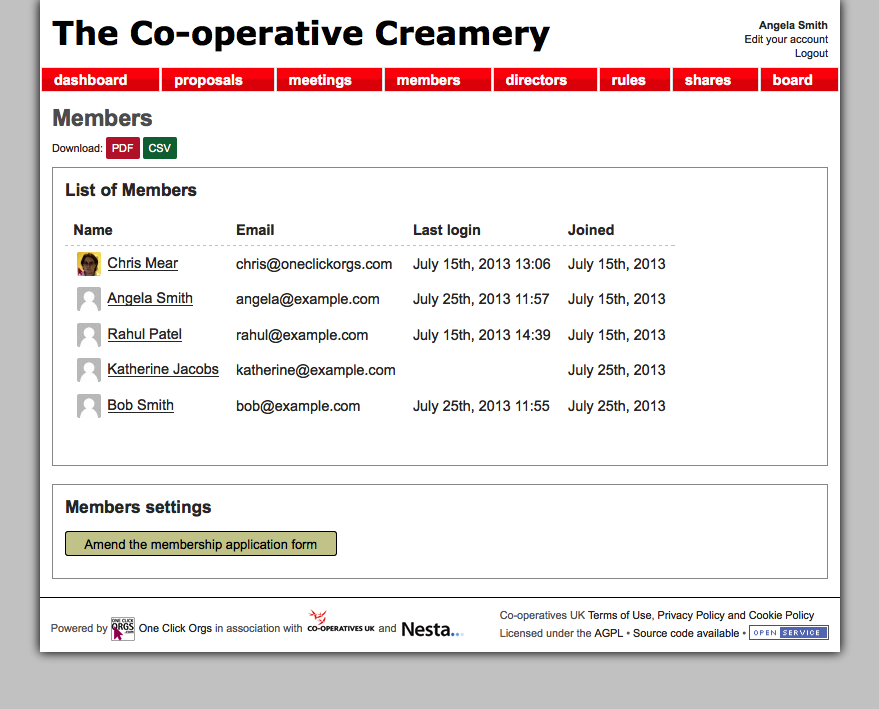 The Co-operative Creamery
Angela Smith
Edit your account
Logout
dashboard proposals meetings members directors rules shares board
Members
Download: PDF CSV
List of Members
Name Email Last login Joined
Chris Mear chris@oneclickorgs.com July 15th, 2013 13:06 July 15th, 2013
Angela Smith angela@example.com July 25th, 2013 11:57 July 15th, 2013
Rahul Patel rahul@example.com July 15th, 2013 14:39 July 15th, 2013
Katherine Jacobs katherine@example.com July 25th, 2013
Bob Smith bob@example.com July 25th, 2013 11:55 July 25th, 2013
Members settings
Amend the membership application form
Powered by ONE CLICK ORGS .com One Click Orgs in association with CO-OPERATIVES UK and Nesta...
Co-operatives UK Terms of Use, Privacy Policy and Cookie Policy
Licensed under the AGPL • Source code available • OPEN SERVICE